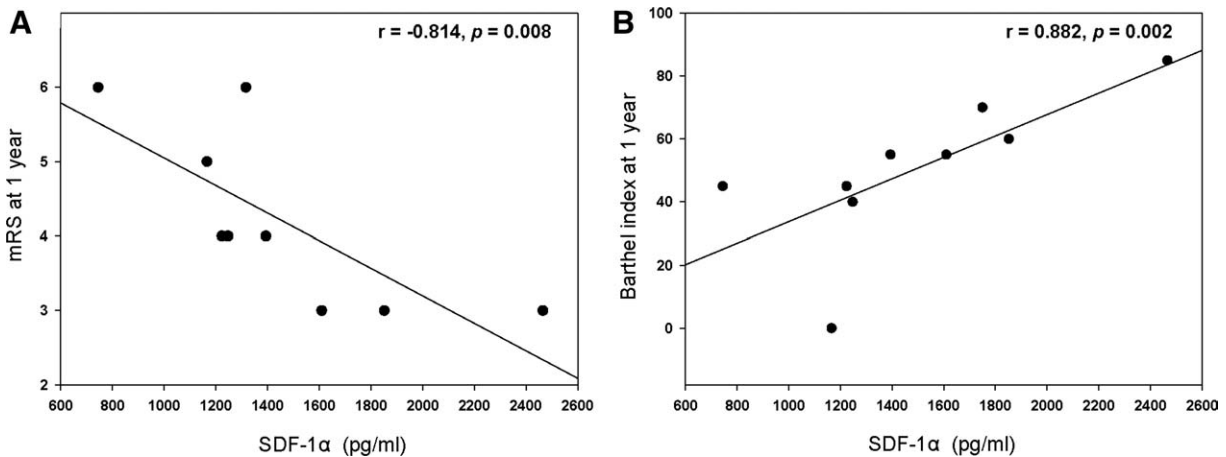 A
r = -0.814, p = 0.008
mRS at 1 year
6
5
4
3
2
600 800 1000 1200 1400 1600 1800 2000 2200 2400 2600
SDF-1α (pg/ml)
B
r = 0.882, p = 0.002
Barthel index at 1 year
100
80
60
40
20
0
600 800 1000 1200 1400 1600 1800 2000 2200 2400 2600
SDF-1α (pg/ml)